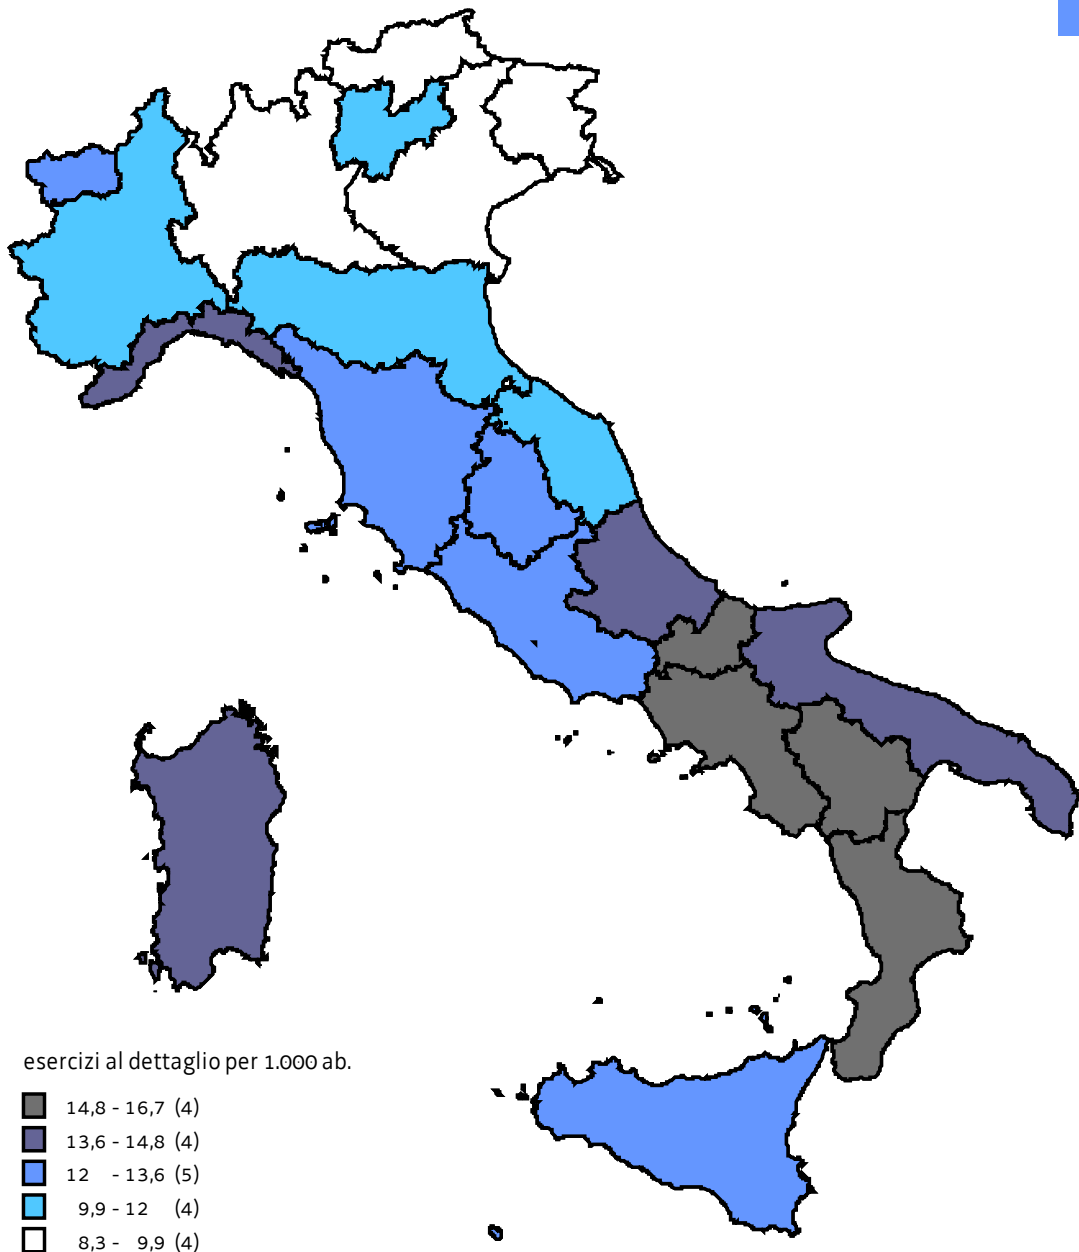 esercizi al dettaglio per 1.000 ab.
14,8 - 16,7 (4)
13,6 - 14,8 (4)
12 - 13,6 (5)
9,9 - 12 (4)
8,3 - 9,9 (4)